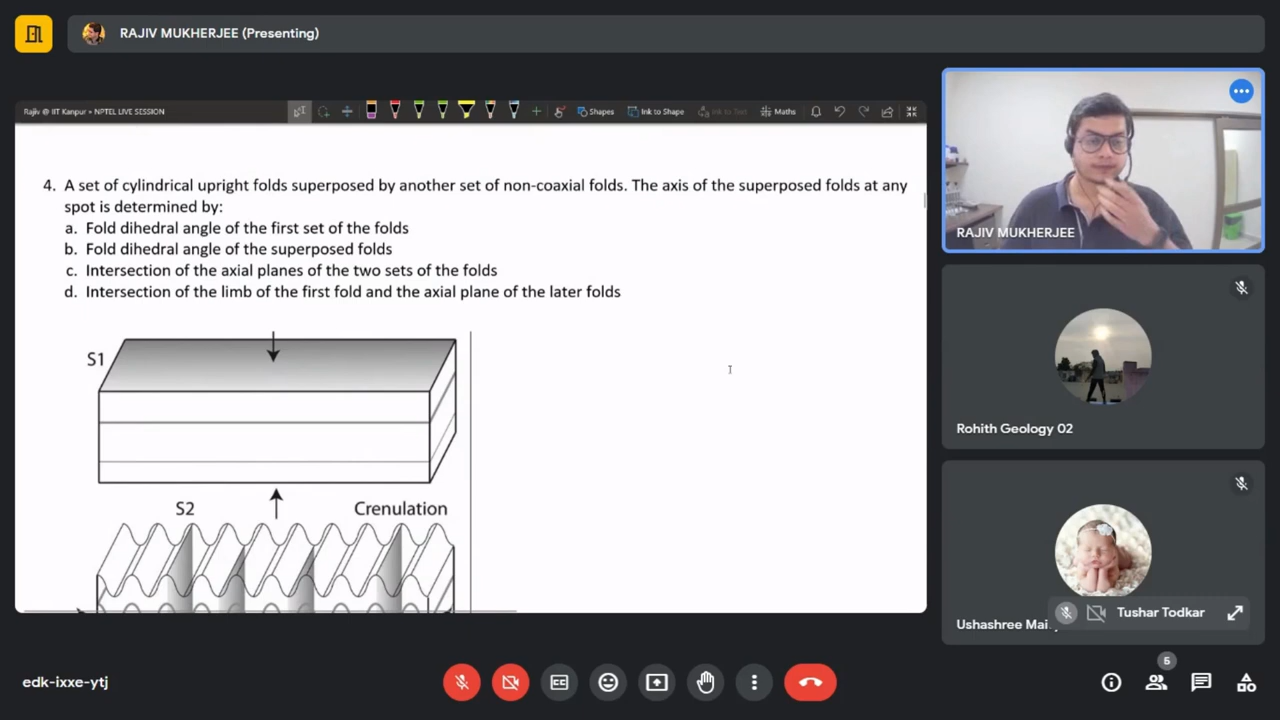 RAJIV MUKHERJEE (Presenting)
Rajiv @ IIT Kanpur » NPTEL LIVE SESSION
Shapes
Ink to Shape
Ink to Text
Maths
4. A set of cylindrical upright folds superposed by another set of non-coaxial folds. The axis of the superposed folds at any
spot is determined by:
a. Fold dihedral angle of the first set of the folds
b. Fold dihedral angle of the superposed folds
c. Intersection of the axial planes of the two sets of the folds
d. Intersection of the limb of the first fold and the axial plane of the later folds
S1
S2
Crenulation
RAJIV MUKHERJEE
Rohith Geology 02
Ushashree
Tushar Todkar
edk-ixxe-ytj
5